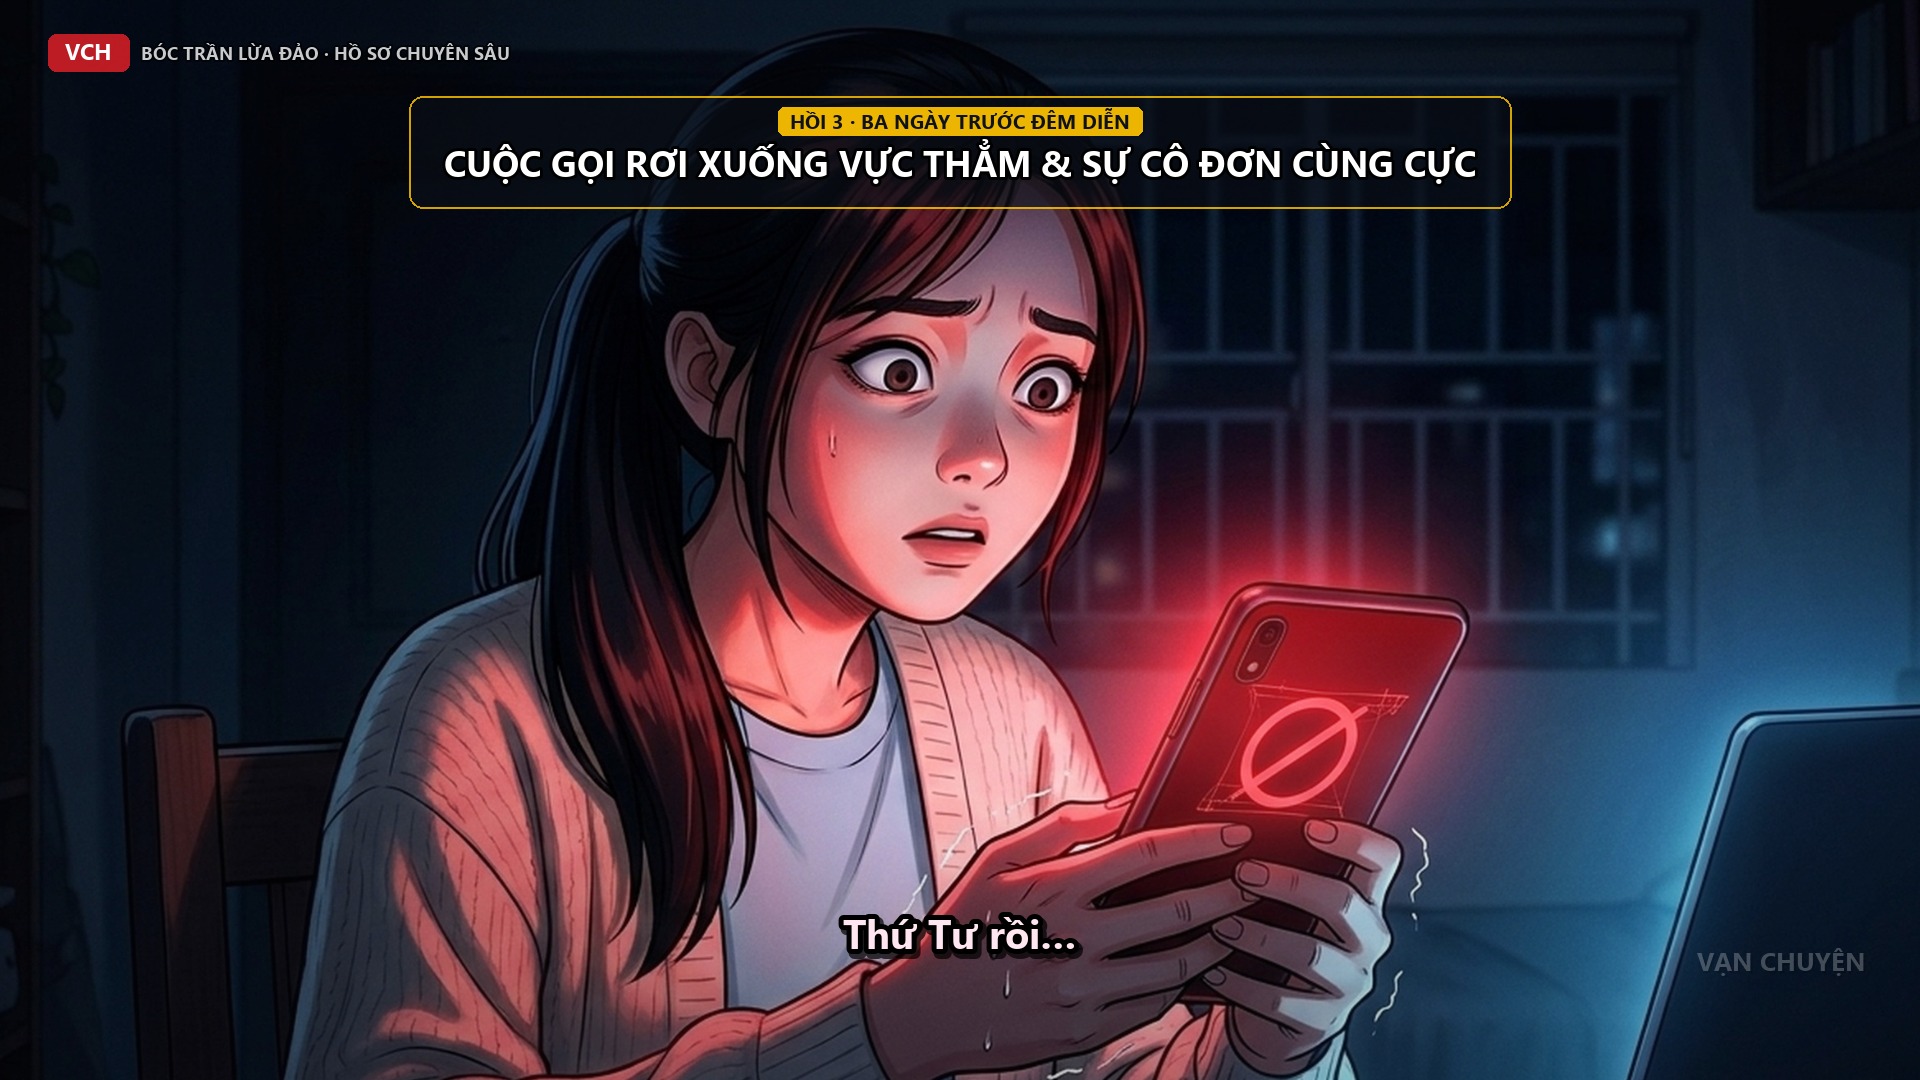 VCH BÓC TRẦN LỪA ĐẢO · HỒ SƠ CHUYÊN SÂU
HỒI 3 · BA NGÀY TRƯỚC ĐÊM DIỄN
CUỘC GỌI RƠI XUỐNG VỰC THẲM & SỰ CÔ ĐƠN CÙNG CỰC
Thứ Tư rồi...
VẠN CHUYỆN